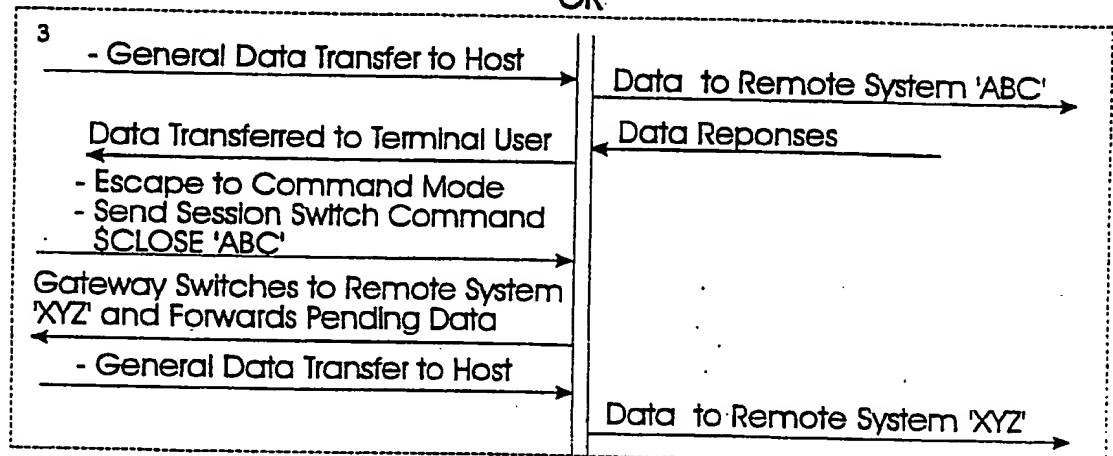 OR
3
- General Data Transfer to Host
Data to Remote System 'ABC'
Data Transferred to Terminal User
Data Reponses
- Escape to Command Mode
- Send Session Switch Command
$CLOSE 'ABC'
Gateway Switches to Remote System
'XYZ' and Forwards Pending Data
- General Data Transfer to Host
Data to Remote System 'XYZ'